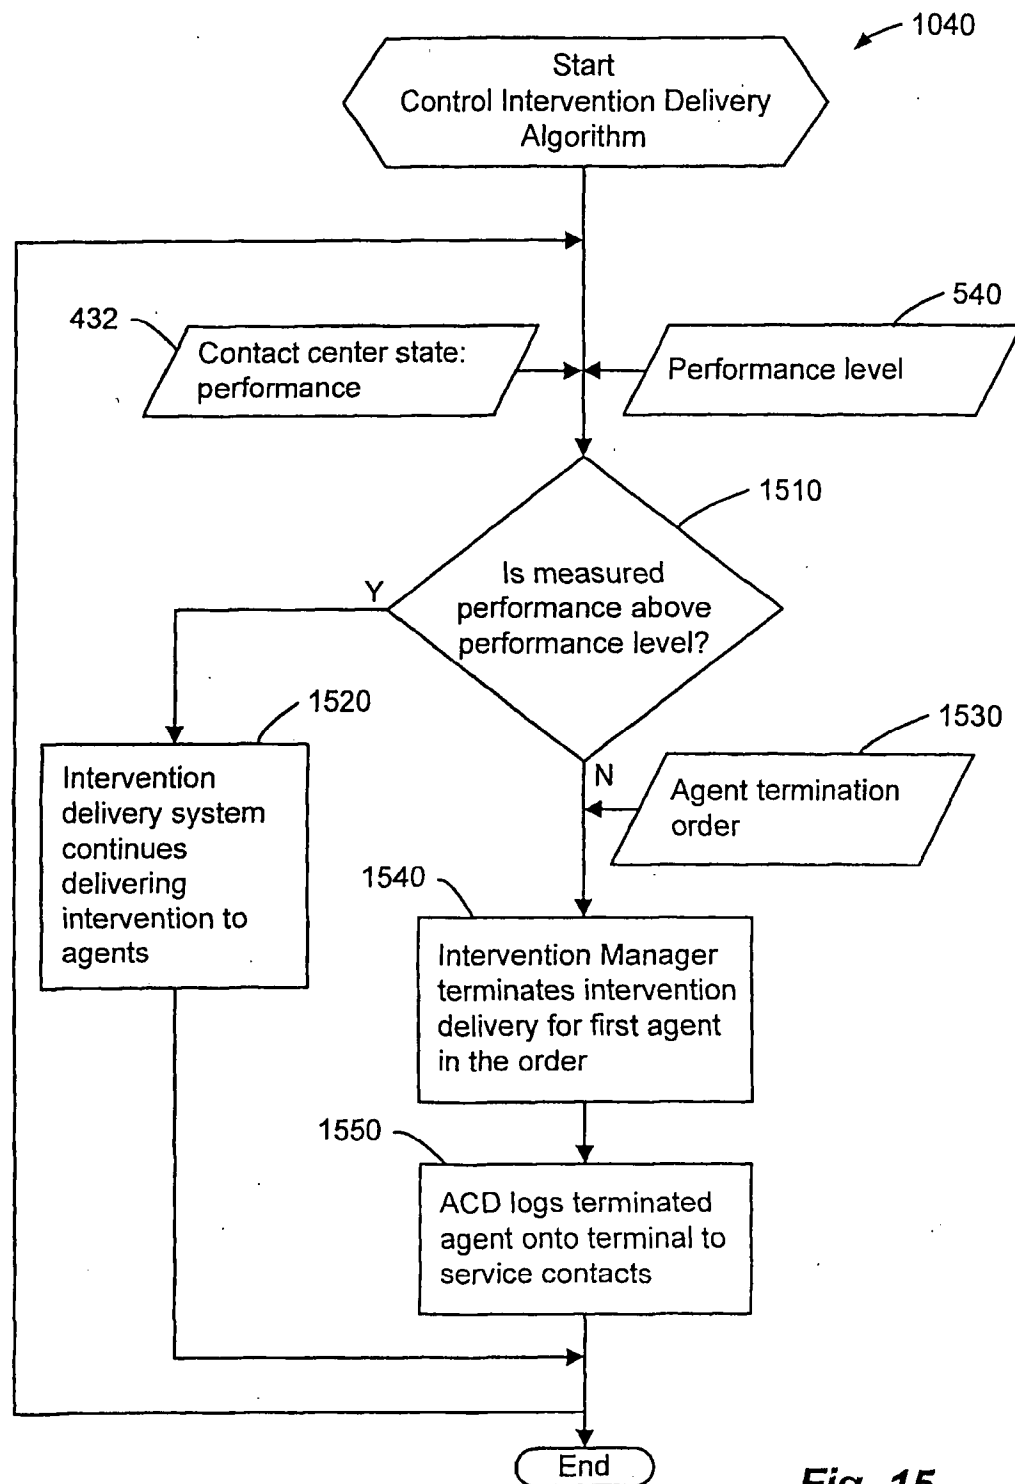 1040
Start
Control Intervention Delivery
Algorithm
432
540
Contact center state:
performance
Performance level
1510
Is measured
performance above
performance level?
Y
1520
1530
N
Intervention
delivery system
continues
delivering
intervention to
agents
Agent termination
order
1540
Intervention Manager
terminates intervention
delivery for first agent
in the order
1550
ACD logs terminated
agent onto terminal to
service contacts
End
Fig. 15